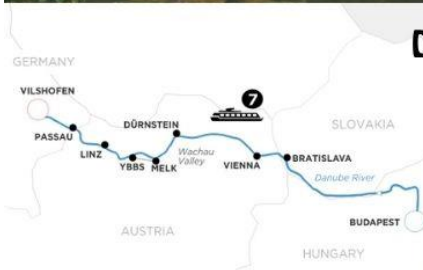 GERMANY
VILSHOFEN
PASSAU
LINZ
YBBS
MELK
DÜRNSTEIN
Wachau
Valley
7
VIENNA
BRATISLAVA
SLOVAKIA
Danube River
BUDAPEST
AUSTRIA
HUNGARY